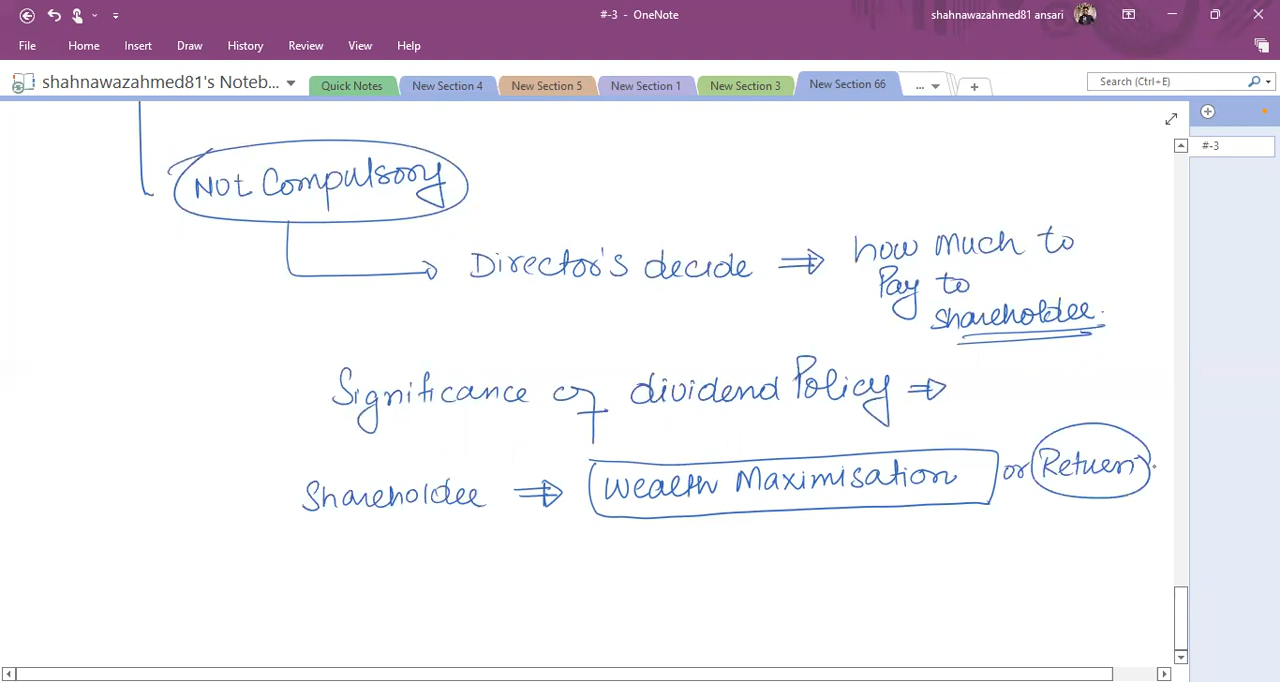 #-3 - OneNote
shahnawazahmed81 ansari
File Home Insert Draw History Review View Help
shahnawazahmed81's Noteb...
Quick Notes
New Section 4
New Section 5
New Section 1
New Section 3
New Section 66
...
Search (Ctrl+E)
#-3
Not Compulsory
Director's decide ⇒ how much to
Pay to
shareholder.
Significance of dividend Policy ⇒
Shareholder ⇒ Wealth Maximisation or Return.